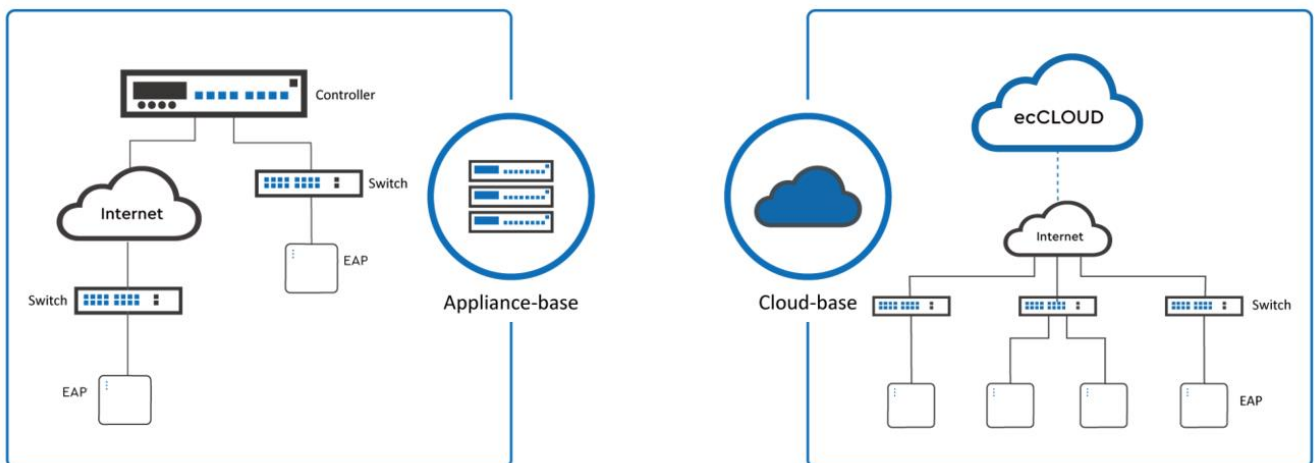 Controller
Switch
Internet
EAP
Switch
EAP
Appliance-base
ecCLOUD
Internet
Switch
EAP
Cloud-base